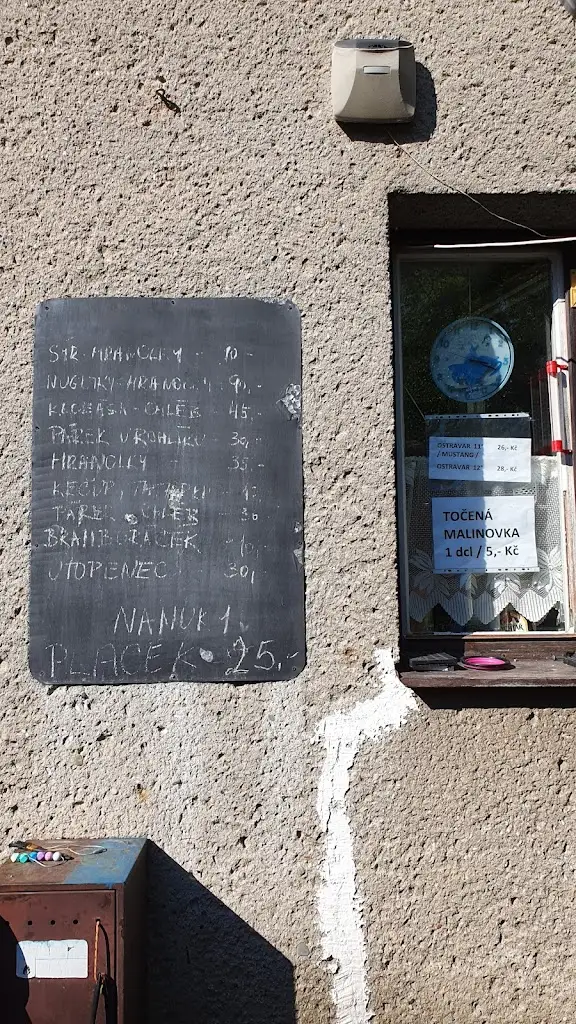 SÝR-HRANOLKY -
NUGETKY-HRANOLKY 90,-
KLOBÁSA-CHLÉB - 45,-
PÁREK V ROHLÍKU - 30,-
HRANOLKY - 35,-
KEČUP, TATARKA -
PÁREK, CHLÉB - 30
BRAMBORÁČEK - 10,-
UTOPENEC 30,-
NANUK
PLACEK 25,-
OSTRAVAR 11° 26,- Kč
/ MUSTANG /
OSTRAVAR 12° 28,- Kč
TOČENÁ
MALINOVKA
1 dcl / 5,- Kč